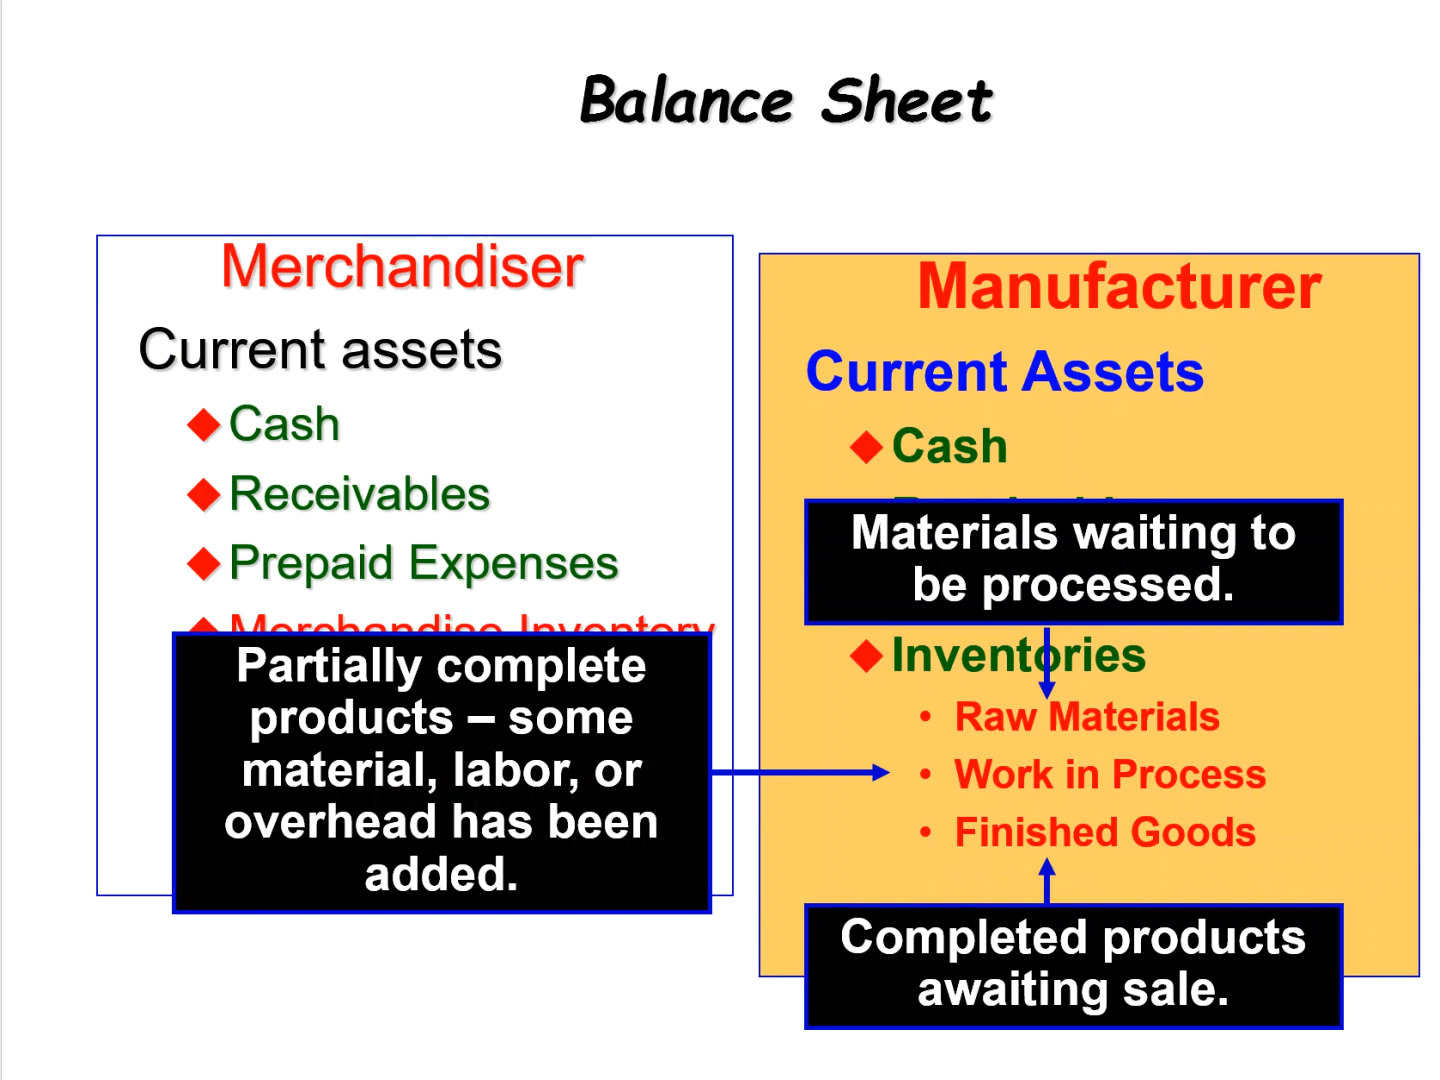 Balance Sheet
Merchandiser
Current assets
Cash
Receivables
Prepaid Expenses
Merchandise Inventory
Partially complete
products – some
material, labor, or
overhead has been
added.
Manufacturer
Current Assets
Cash
Materials waiting to
be processed.
Inventories
• Raw Materials
• Work in Process
• Finished Goods
Completed products
awaiting sale.